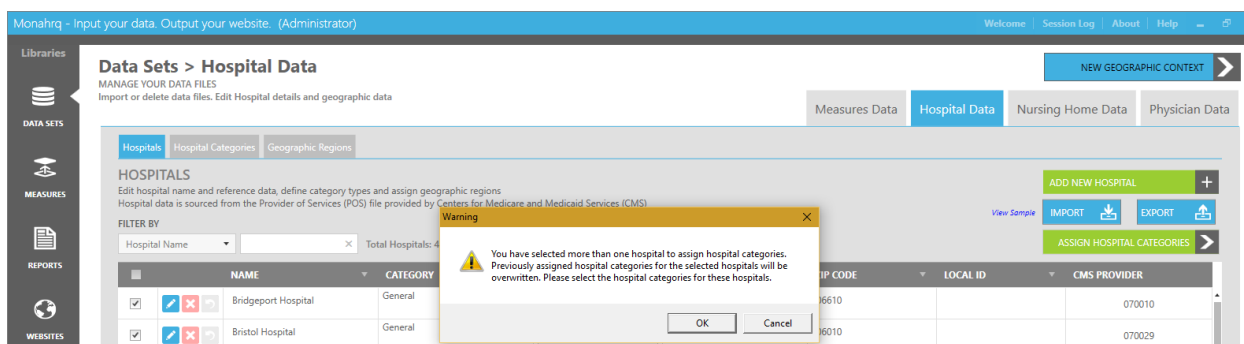 Monahrq - Input your data. Output your website. (Administrator)
Welcome | Session Log | About | Help
Libraries
DATA SETS
MEASURES
REPORTS
WEBSITES
Data Sets > Hospital Data
MANAGE YOUR DATA FILES
Import or delete data files. Edit Hospital details and geographic data
NEW GEOGRAPHIC CONTEXT
Measures Data
Hospital Data
Nursing Home Data
Physician Data
Hospitals
Hospital Categories
Geographic Regions
HOSPITALS
Edit hospital name and reference data, define category types and assign geographic regions
Hospital data is sourced from the Provider of Services (POS) file provided by Centers for Medicare and Medicaid Services (CMS)
ADD NEW HOSPITAL
View Sample
IMPORT
EXPORT
ASSIGN HOSPITAL CATEGORIES
FILTER BY
Hospital Name
Total Hospitals: 4
NAME
CATEGORY
ZIP CODE
LOCAL ID
CMS PROVIDER
Bridgeport Hospital
General
06610
070010
Bristol Hospital
General
06010
070029
Warning
You have selected more than one hospital to assign hospital categories.
Previously assigned hospital categories for the selected hospitals will be
overwritten. Please select the hospital categories for these hospitals.
OK
Cancel